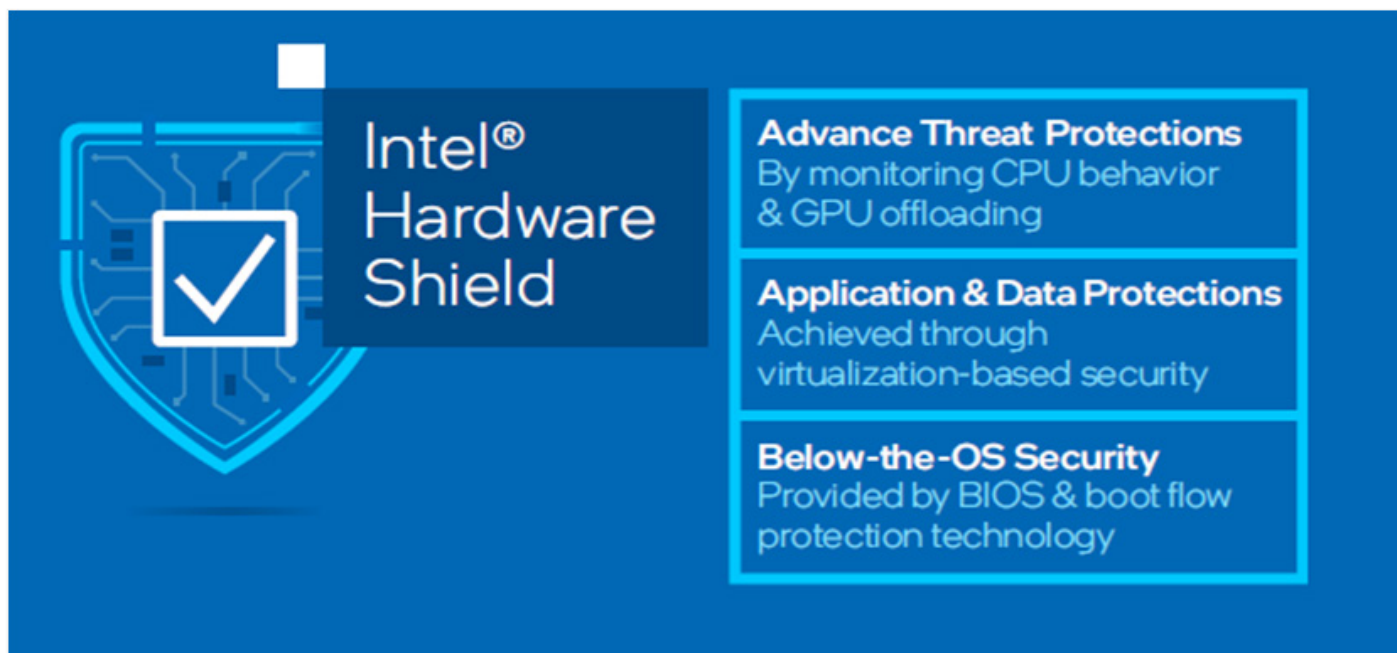 Intel®
Hardware
Shield
Advance Threat Protections
By monitoring CPU behavior
& GPU offloading
Application & Data Protections
Achieved through
virtualization-based security
Below-the-OS Security
Provided by BIOS & boot flow
protection technology